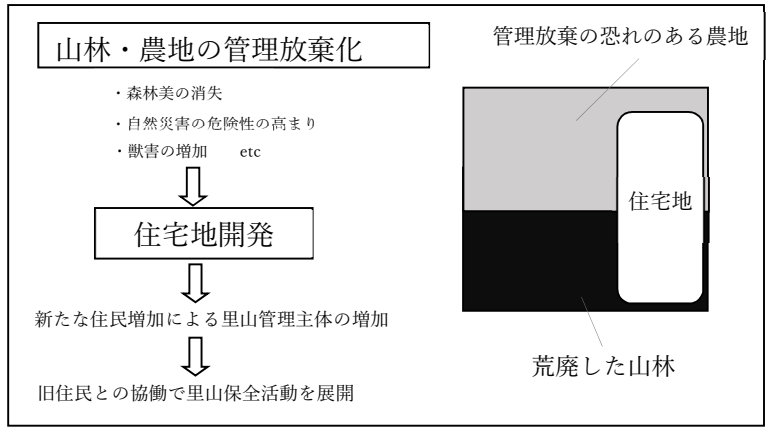 山林・農地の管理放棄化
・森林美の消失
・自然災害の危険性の高まり
・獣害の増加 etc
住宅地開発
新たな住民増加による里山管理主体の増加
旧住民との協働で里山保全活動を展開
管理放棄の恐れのある農地
住宅地
荒廃した山林